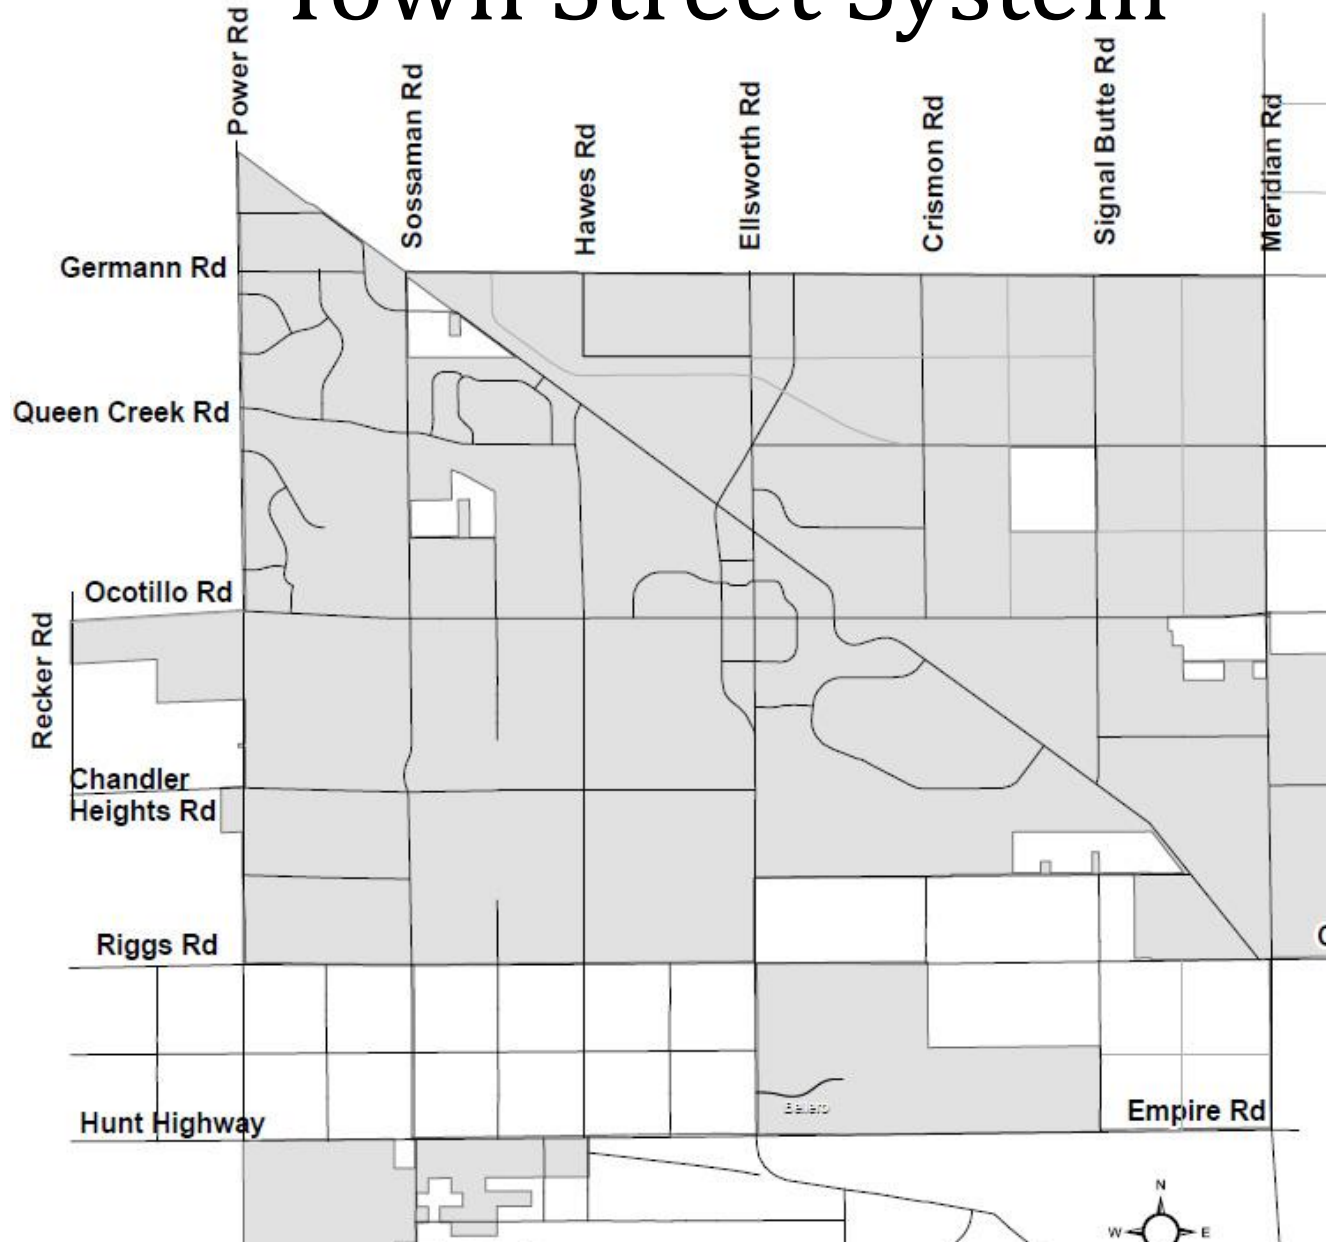 Town Street System
Power Rd
Sossaman Rd
Hawes Rd
Ellsworth Rd
Crismon Rd
Signal Butte Rd
Meridian Rd
Germann Rd
Queen Creek Rd
Ocotillo Rd
Recker Rd
Chandler
Heights Rd
Riggs Rd
Hunt Highway
Empire Rd
N
W
E